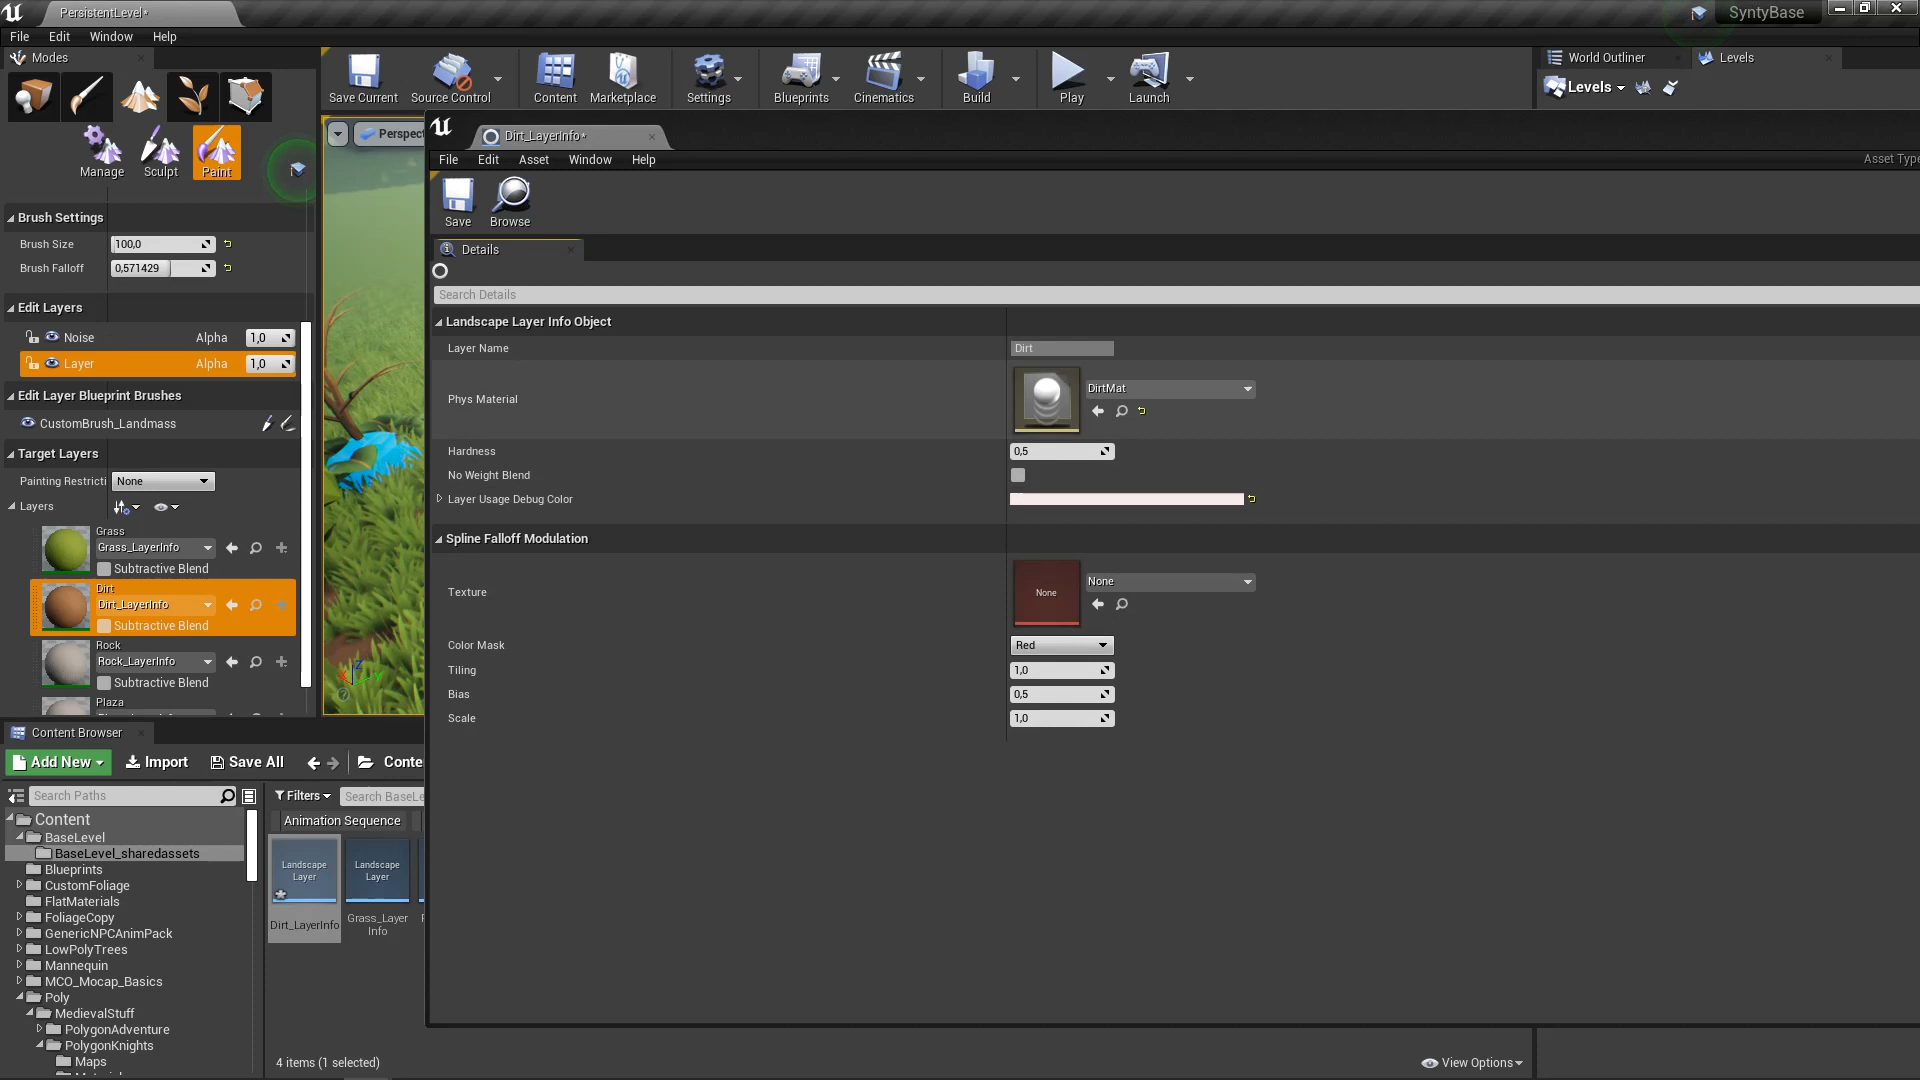 PersistentLevel*
SyntyBase
File Edit Window Help
Modes
World Outliner
Levels
Save Current
Source Control
Content
Marketplace
Settings
Blueprints
Cinematics
Build
Play
Launch
Levels
Manage
Sculpt
Paint
Perspect
Dirt_LayerInfo*
File Edit Asset Window Help
Asset Type
Save
Browse
Brush Settings
Brush Size 100,0
Brush Falloff 0,571429
Edit Layers
Noise Alpha 1,0
Layer Alpha 1,0
Edit Layer Blueprint Brushes
CustomBrush_Landmass
Target Layers
Painting Restricti None
Layers
Grass
Grass_LayerInfo
Subtractive Blend
Dirt
Dirt_LayerInfo
Subtractive Blend
Rock
Rock_LayerInfo
Subtractive Blend
Plaza
Details
Search Details
Landscape Layer Info Object
Layer Name Dirt
Phys Material DirtMat
Hardness 0,5
No Weight Blend
Layer Usage Debug Color
Spline Falloff Modulation
Texture None None
Color Mask Red
Tiling 1,0
Bias 0,5
Scale 1,0
X Z Y
Content Browser
Add New Import Save All Conte
Search Paths
Filters Search BaseLe
Content
BaseLevel
BaseLevel_sharedassets
Blueprints
CustomFoliage
FlatMaterials
FoliageCopy
GenericNPCAnimPack
LowPolyTrees
Mannequin
MCO_Mocap_Basics
Poly
MedievalStuff
PolygonAdventure
PolygonKnights
Maps
Animation Sequence
Landscape
Layer
Landscape
Layer
Dirt_LayerInfo
Grass_Layer
Info
4 items (1 selected)
View Options